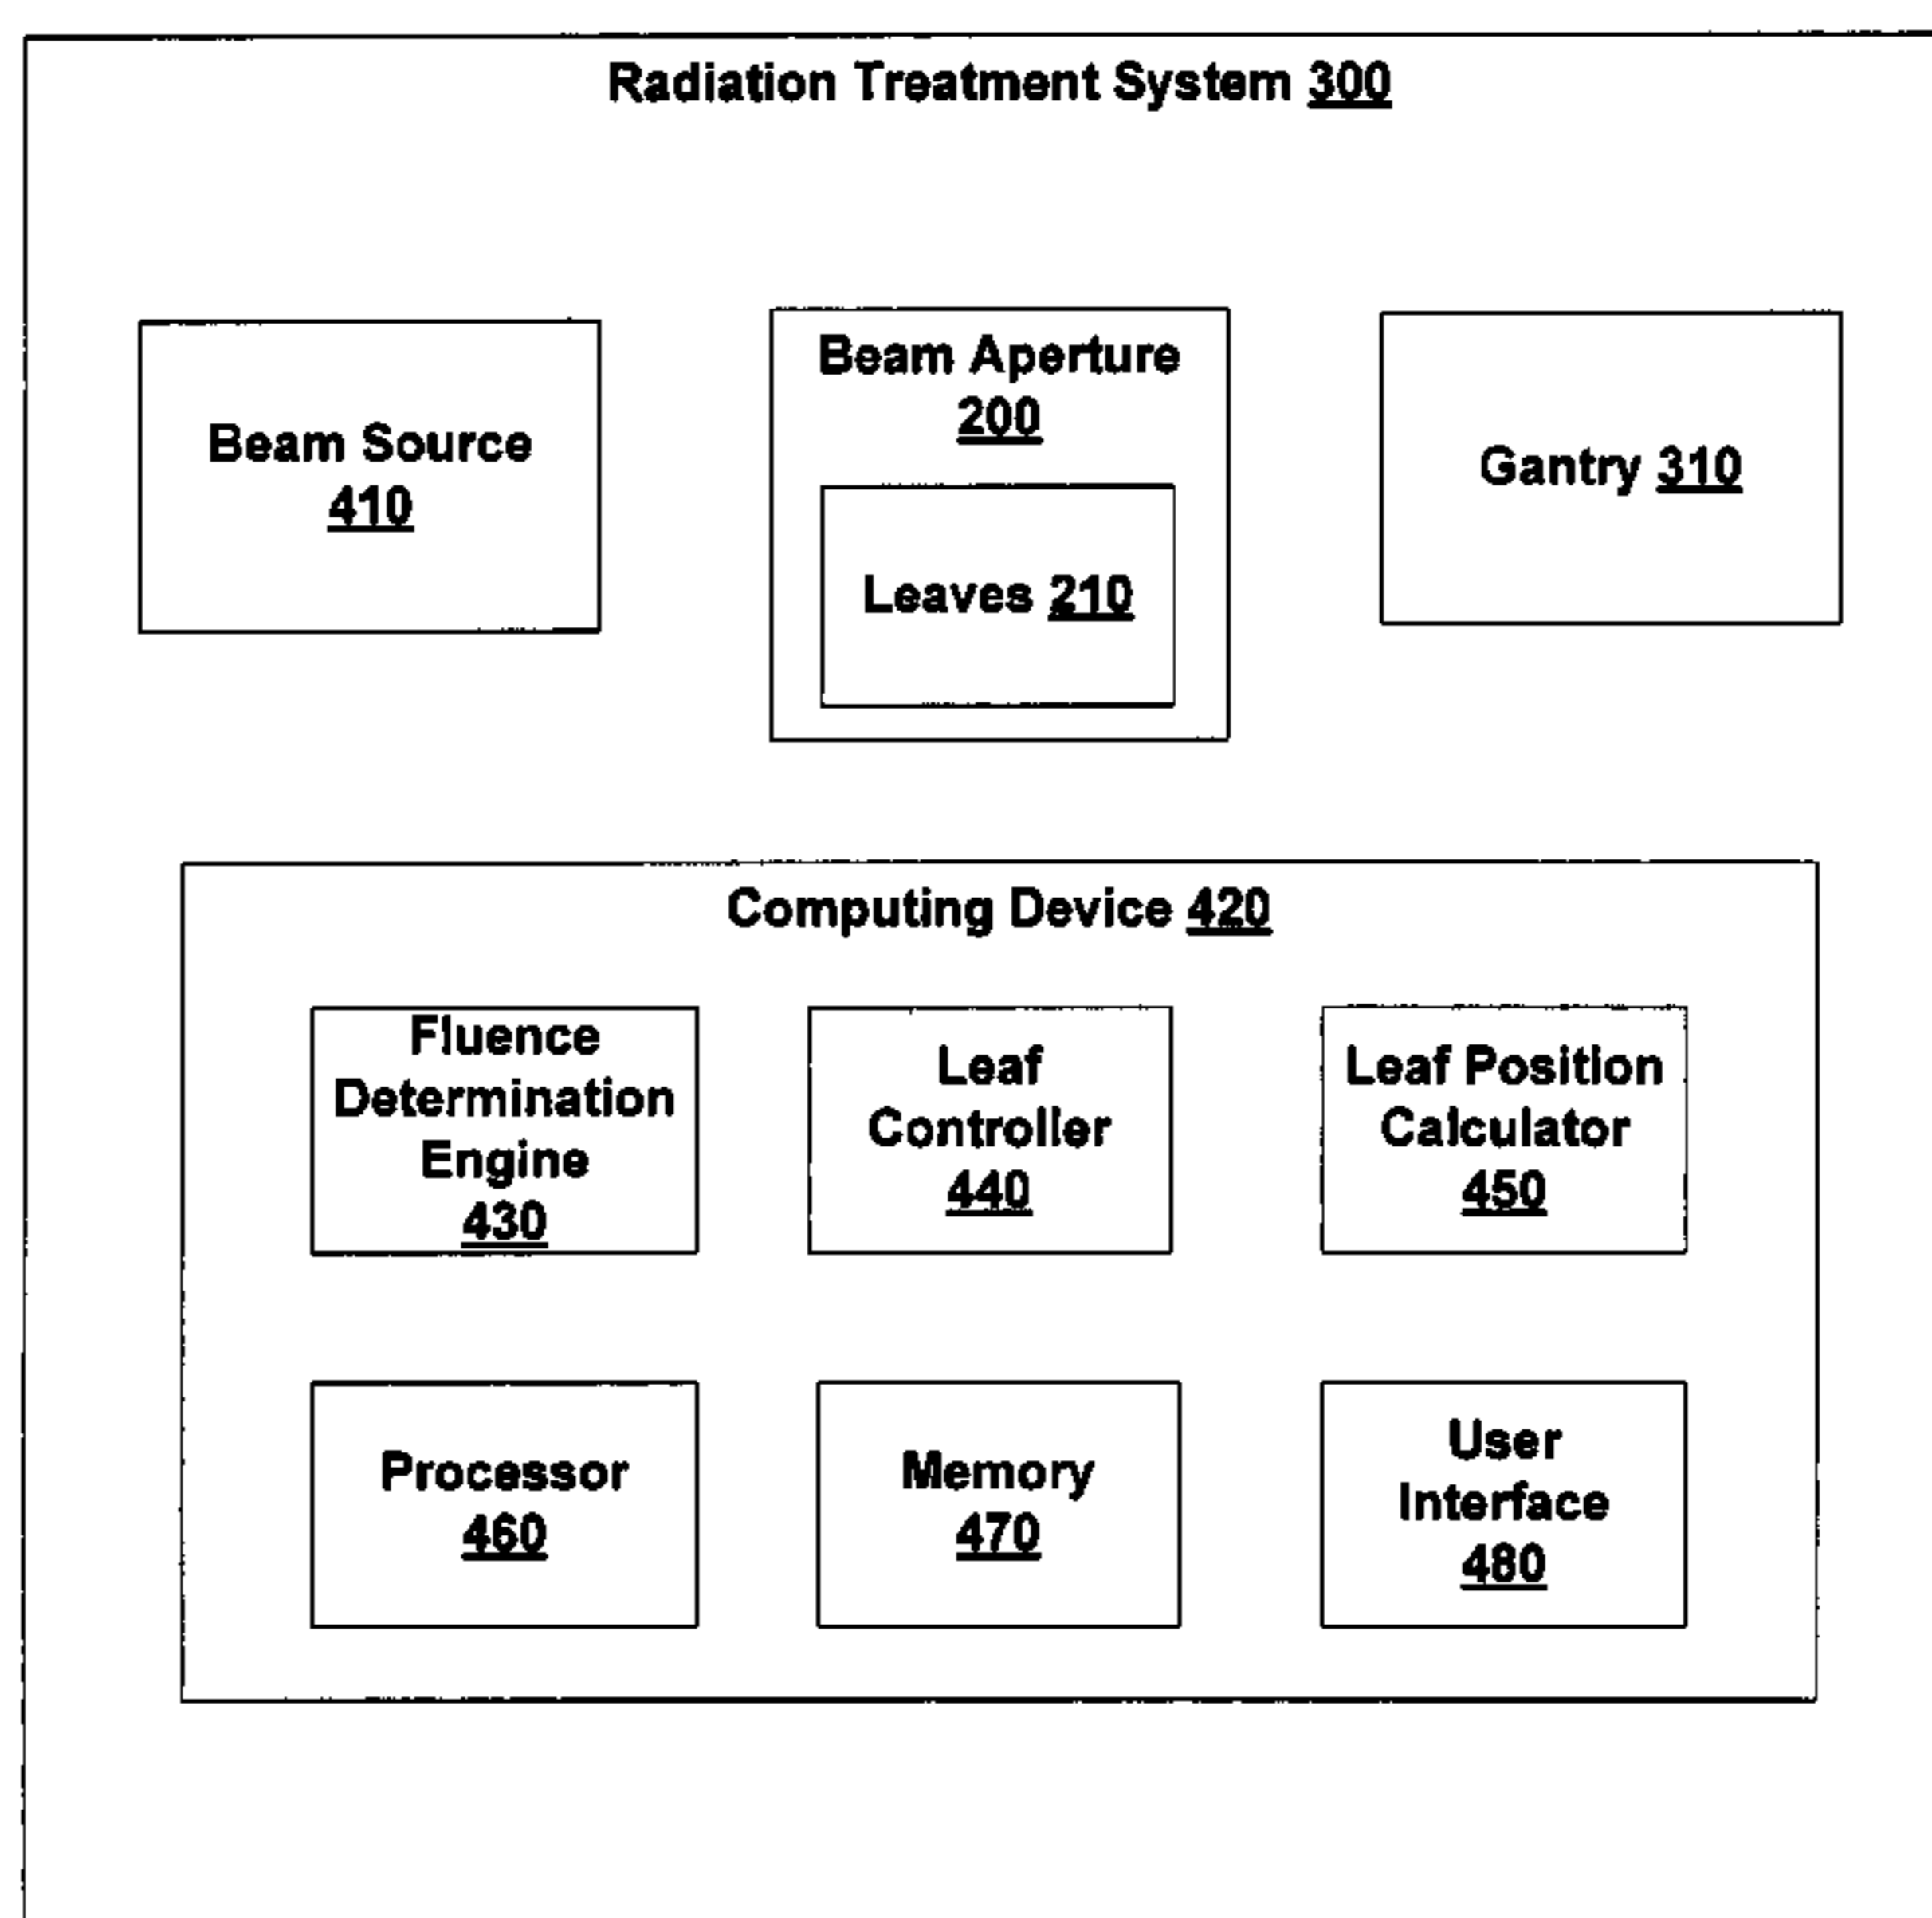 Radiation Treatment System 300
Beam Source
410
Beam Aperture
200
Leaves 210
Gantry 310
Computing Device 420
Fluence
Determination
Engine
430
Leaf
Controller
440
Leaf Position
Calculator
450
Processor
460
Memory
470
User
Interface
480